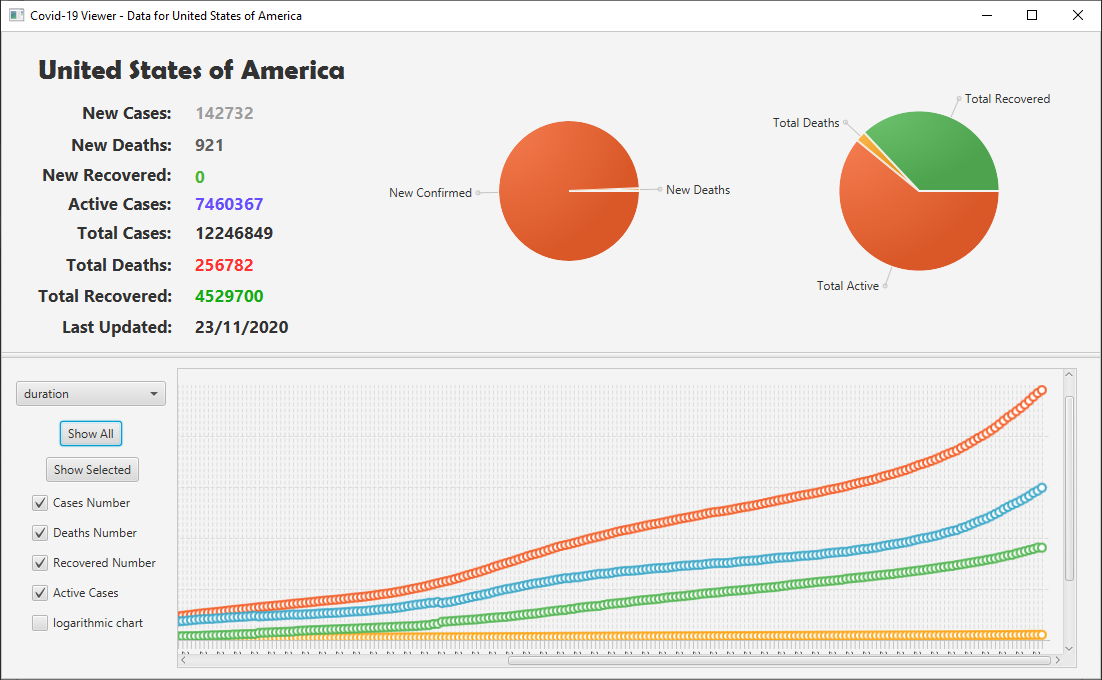 Covid-19 Viewer - Data for United States of America
United States of America
New Cases: 142732
New Deaths: 921
New Recovered: 0
Active Cases: 7460367
Total Cases: 12246849
Total Deaths: 256782
Total Recovered: 4529700
Last Updated: 23/11/2020
New Confirmed
New Deaths
Total Recovered
Total Deaths
Total Active
duration
Show All
Show Selected
Cases Number
Deaths Number
Recovered Number
Active Cases
logarithmic chart